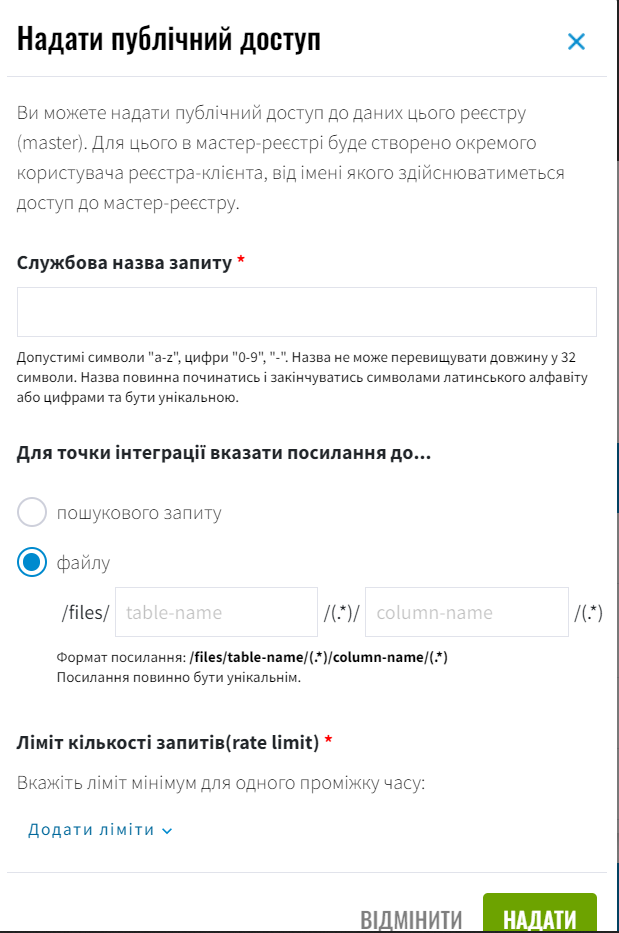 Надати публічний доступ
Ви можете надати публічний доступ до даних цього реєстру
(master). Для цього в мастер-реєстрі буде створено окремого
користувача реєстра-клієнта, від імені якого здійснюватиметься
доступ до мастер-реєстру.
Службова назва запиту *
Допустимі символи "a-z", цифри "0-9", "-". Назва не може перевищувати довжину у 32
символи. Назва повинна починатись і закінчуватись символами латинського алфавіту
або цифрами та бути унікальною.
Для точки інтеграції вказати посилання до...
пошукового запиту
файлу
/files/ table-name /(.*)/ column-name /(.*)
Формат посилання: /files/table-name/(.*)/column-name/(.*)
Посилання повинно бути унікальнім.
Ліміт кількості запитів(rate limit) *
Вкажіть ліміт мінімум для одного проміжку часу:
Додати ліміти
ВІДМІНИТИ НАДАТИ